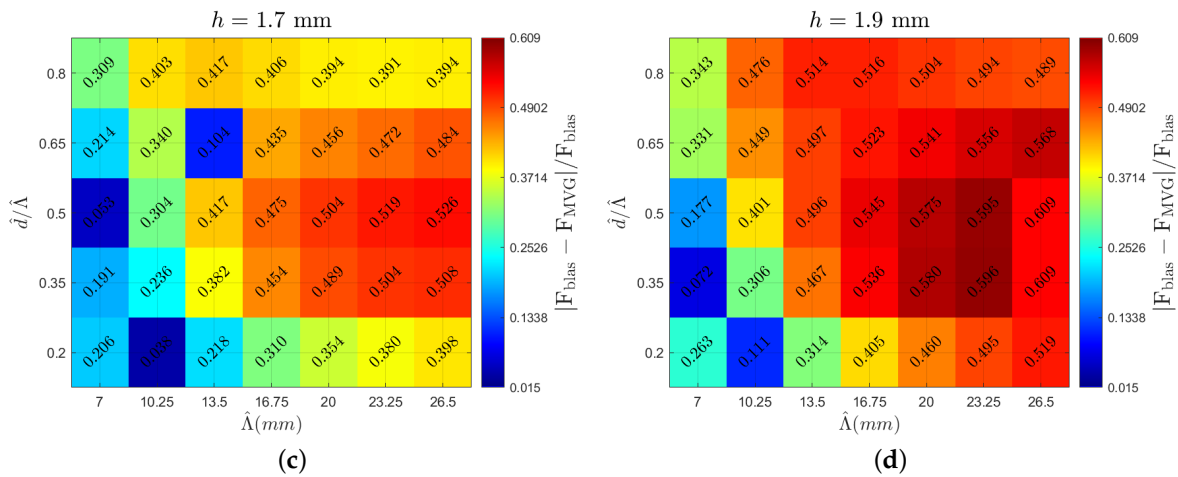 h = 1.7 mm
0.8 0.309 0.403 0.417 0.406 0.394 0.391 0.394
0.65 0.214 0.340 0.104 0.435 0.456 0.472 0.484
0.5 0.053 0.304 0.417 0.475 0.504 0.519 0.526
0.35 0.191 0.236 0.382 0.454 0.489 0.504 0.508
0.2 0.206 0.038 0.218 0.310 0.354 0.380 0.398
7 10.25 13.5 16.75 20 23.25 26.5
Λ̂(mm)
d̂/Λ̂
0.609
0.4902
0.3714
0.2526
0.1338
0.015
|F_blas − F_MVG|/F_blas
(c)
h = 1.9 mm
0.8 0.343 0.476 0.514 0.516 0.504 0.494 0.489
0.65 0.331 0.449 0.497 0.523 0.541 0.556 0.568
0.5 0.177 0.401 0.496 0.545 0.575 0.595 0.609
0.35 0.072 0.306 0.467 0.536 0.580 0.596 0.609
0.2 0.263 0.111 0.314 0.405 0.460 0.495 0.519
7 10.25 13.5 16.75 20 23.25 26.5
Λ̂(mm)
d̂/Λ̂
0.609
0.4902
0.3714
0.2526
0.1338
0.015
|F_blas − F_MVG|/F_blas
(d)